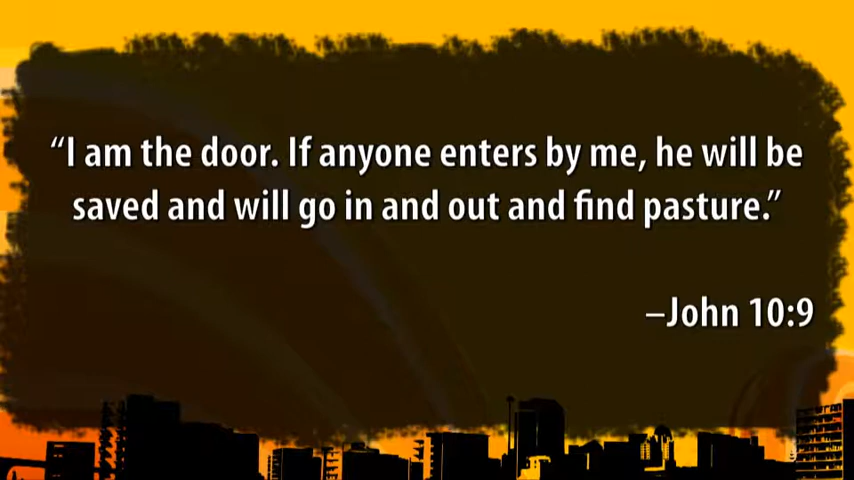 “I am the door. If anyone enters by me, he will be
saved and will go in and out and find pasture.”
–John 10:9